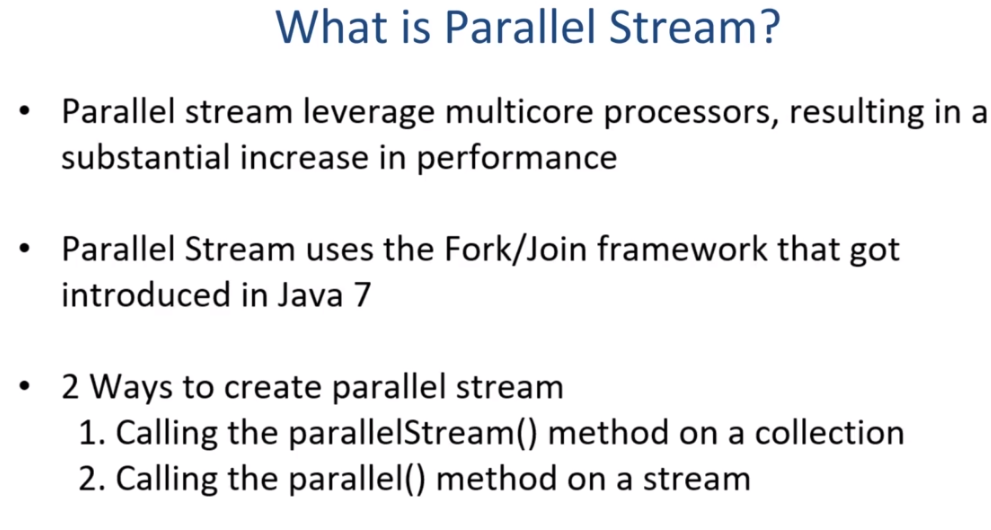 What is Parallel Stream?
• Parallel stream leverage multicore processors, resulting in a
substantial increase in performance
• Parallel Stream uses the Fork/Join framework that got
introduced in Java 7
• 2 Ways to create parallel stream
1. Calling the parallelStream() method on a collection
2. Calling the parallel() method on a stream